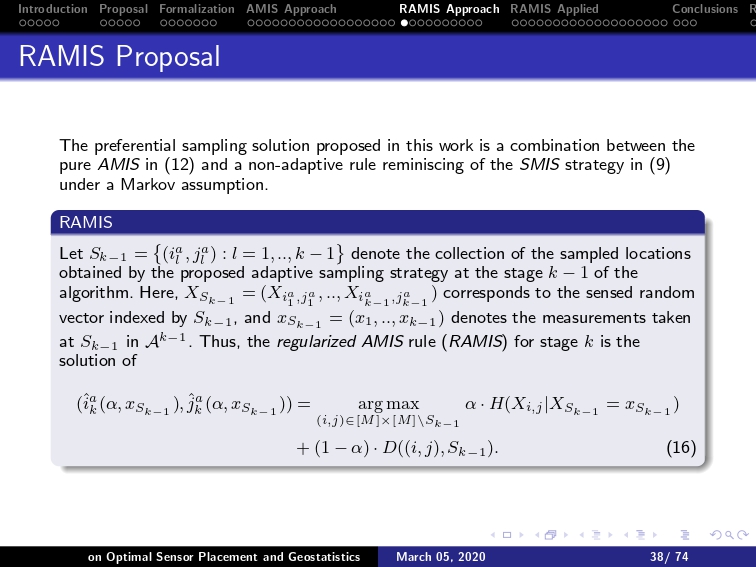 Introduction Proposal Formalization AMIS Approach RAMIS Approach RAMIS Applied Conclusions R
RAMIS Proposal
The preferential sampling solution proposed in this work is a combination between the
pure AMIS in (12) and a non-adaptive rule reminiscing of the SMIS strategy in (9)
under a Markov assumption.
RAMIS
Let $S_{k-1} = \{(i_l^a, j_l^a) : l = 1, .., k-1\}$ denote the collection of the sampled locations
obtained by the proposed adaptive sampling strategy at the stage $k-1$ of the
algorithm. Here, $X_{S_{k-1}} = (X_{i_1^a, j_1^a}, .., X_{i_{k-1}^a, j_{k-1}^a})$ corresponds to the sensed random
vector indexed by $S_{k-1}$, and $x_{S_{k-1}} = (x_1, .., x_{k-1})$ denotes the measurements taken
at $S_{k-1}$ in $\mathcal{A}^{k-1}$. Thus, the regularized AMIS rule (RAMIS) for stage $k$ is the
solution of
$(\hat{i}_k^a(\alpha, x_{S_{k-1}}), \hat{j}_k^a(\alpha, x_{S_{k-1}})) = \underset{(i,j) \in [M] \times [M] \setminus S_{k-1}}{\arg\max} \alpha \cdot H(X_{i,j} | X_{S_{k-1}} = x_{S_{k-1}})$
$+ (1 - \alpha) \cdot D((i, j), S_{k-1}).$ (16)
on Optimal Sensor Placement and Geostatistics March 05, 2020 38/ 74